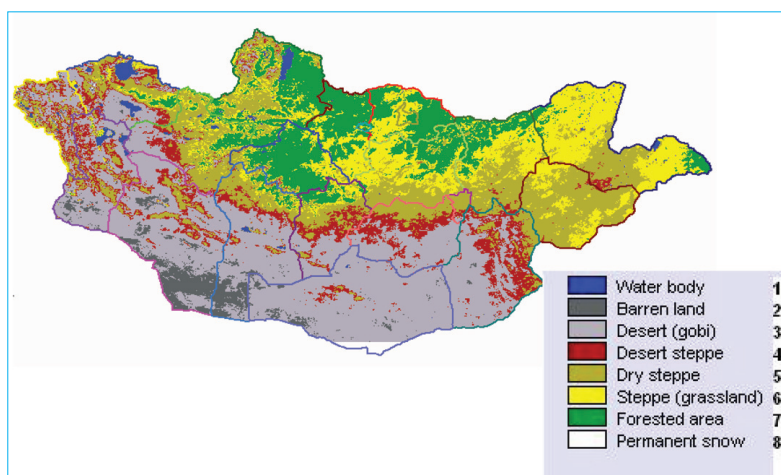 Water body 1
Barren land 2
Desert (gobi) 3
Desert steppe 4
Dry steppe 5
Steppe (grassland) 6
Forested area 7
Permanent snow 8